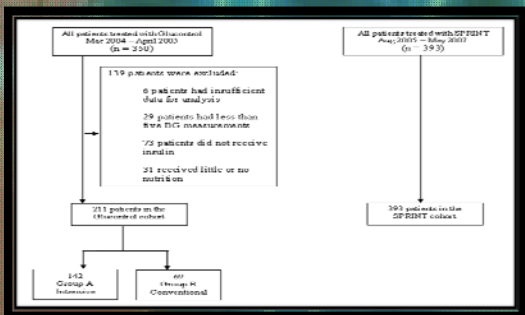 All patients treated with Glucontrol
Mar 2004 – April 2005
(n = 350)
All patients treated with SPRINT
Aug 2005 – May 2007
(n = 393)
139 patients were excluded:
6 patients had insufficient
data for analysis
29 patients had less than
five BG measurements
73 patients did not receive
insulin
31 received little or no
nutrition
211 patients in the
Glucontrol cohort
393 patients in the
SPRINT cohort
142
Group A
Intensive
69
Group B
Conventional